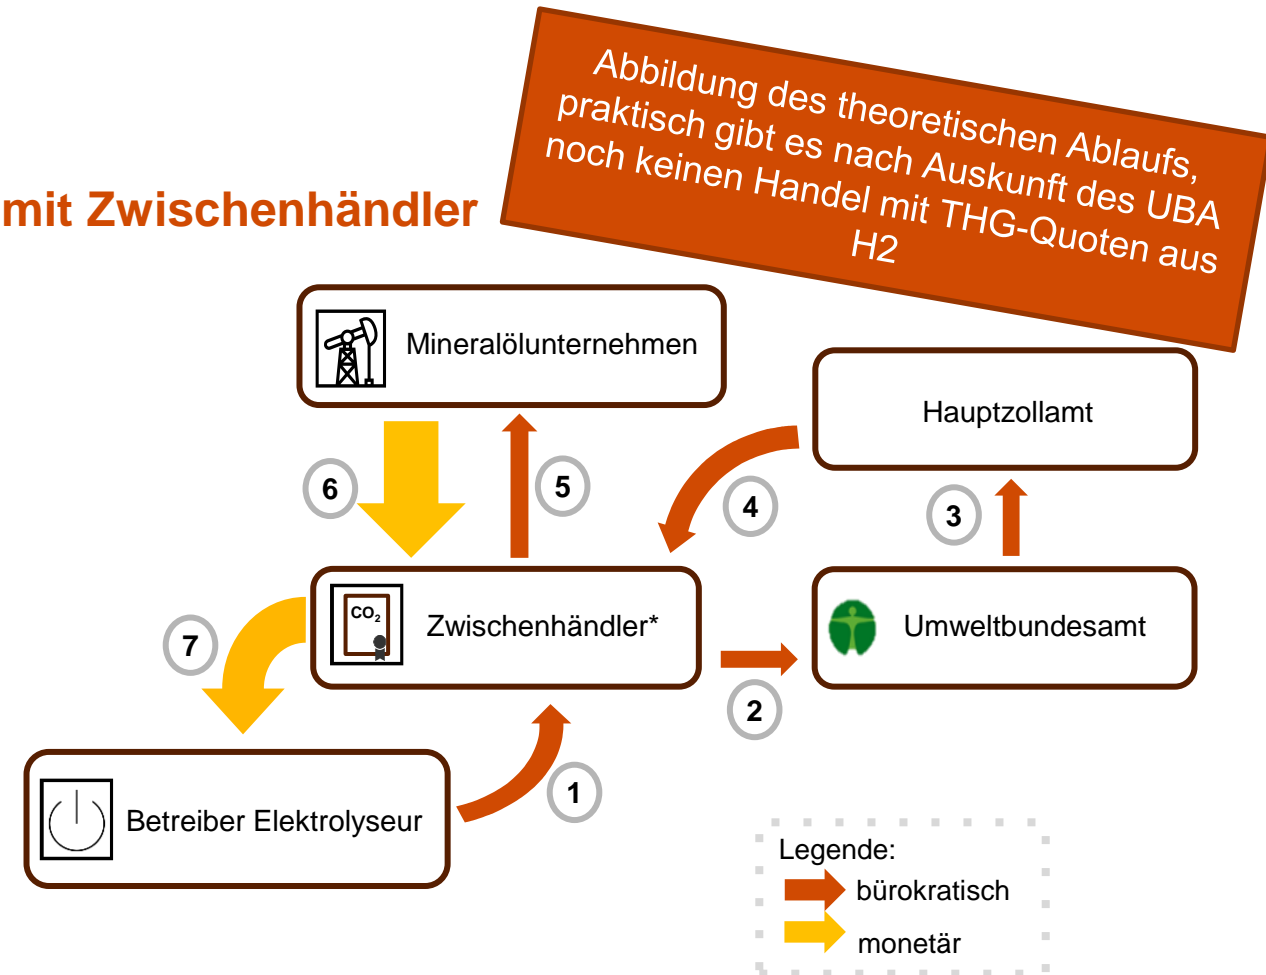 Abbildung des theoretischen Ablaufs,
praktisch gibt es nach Auskunft des UBA
noch keinen Handel mit THG-Quoten aus
H2
mit Zwischenhändler
Mineralölunternehmen
Hauptzollamt
6
5
4
3
CO₂
Zwischenhändler*
Umweltbundesamt
7
2
1
Betreiber Elektrolyseur
Legende:
bürokratisch
monetär